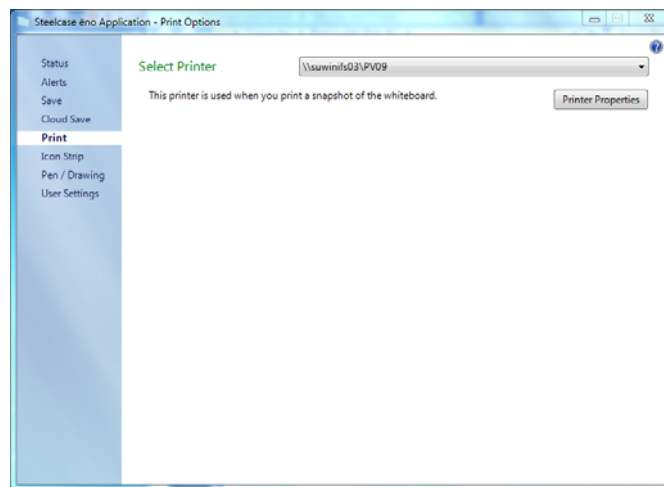 Steelcase ēno Application - Print Options
Status
Alerts
Save
Cloud Save
Print
Icon Strip
Pen / Drawing
User Settings
Select Printer
\\suwinifs03\PV09
This printer is used when you print a snapshot of the whiteboard.
Printer Properties